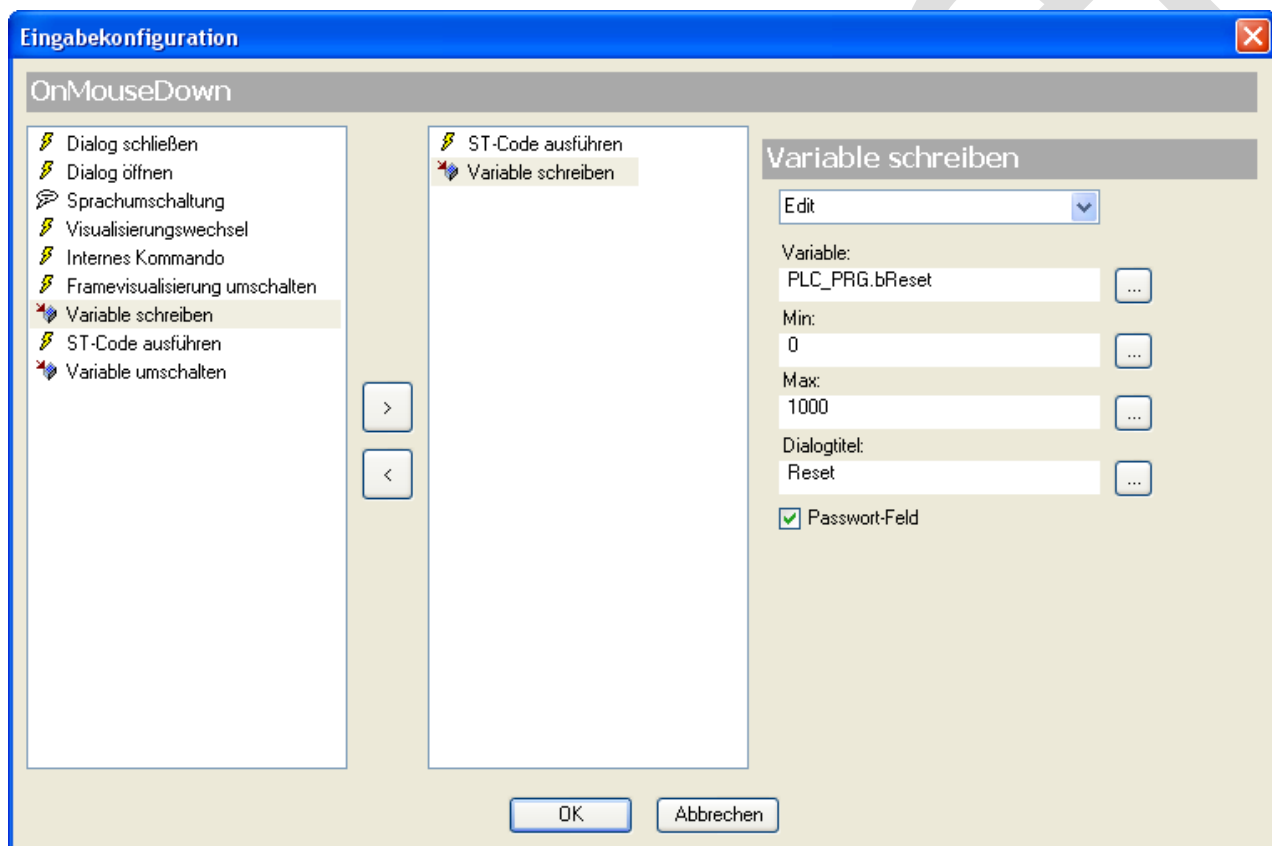 Eingabekonfiguration
OnMouseDown
Dialog schließen
Dialog öffnen
Sprachumschaltung
Visualisierungswechsel
Internes Kommando
Framevisualisierung umschalten
Variable schreiben
ST-Code ausführen
Variable umschalten
>
<
ST-Code ausführen
Variable schreiben
Variable schreiben
Edit
Variable:
PLC_PRG.bReset
...
Min:
0
...
Max:
1000
...
Dialogtitel:
Reset
...
Passwort-Feld
OK
Abbrechen